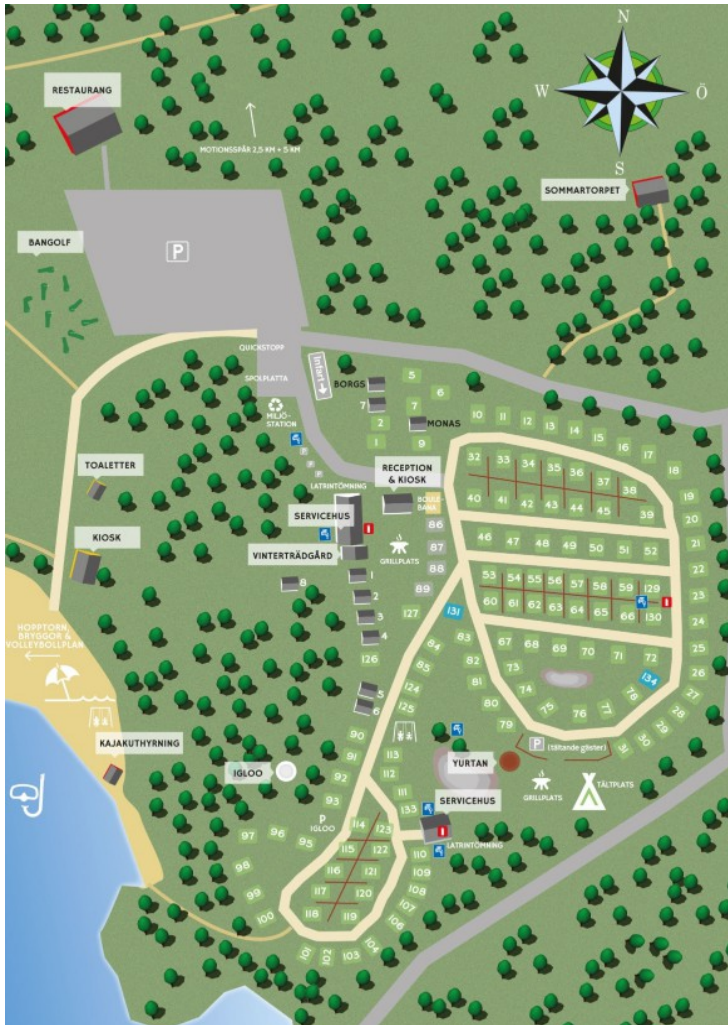 N
W
Ö
S
RESTAURANG
MOTIONSSPÅR 2,5 KM + 5 KM
SOMMARTORPET
BANGOLF
P
QUICKSTOPP
SPOLPLATTA
Infart
MILJÖ-
STATION
P
P
P
BORGS
5
6
7
7
2
MONAS
1
9
10 11 12 13 14 15 16 17 18
19
20
21
22
23
24
25
26
27
28
29
30
31
32 33 34 35 36 37 38
40 41 42 43 44 45 39
46 47 48 49 50 51 52
53 54 55 56 57 58 59 129
60 61 62 63 64 65 66 130
67 68 69 70 71 72
73
74
75 76 77 78
134
TOALETTER
LATRINTÖMNING
RECEPTION
& KIOSK
BOULE-
BANA
SERVICEHUS
VINTERTRÄDGÅRD
GRILLPLATS
86
87
88
89
KIOSK
8
1
2
3
4
127
131
126
84
83
85
82
81
80
79
124
125
5
6
HOPPTORN,
BRYGGOR &
VOLLEYBOLLPLAN
KAJAKUTHYRNING
IGLOO
90
91
92
93
P
IGLOO
113
112
111
133
YURTAN
P (tältande gäster)
GRILLPLATS
TÄLTPLATS
SERVICEHUS
LATRINTÖMNING
97 96 95
98
99
100
114 123
115 122
116 121
117 120
118 119
110
109
108
107
106
104
103
102
101